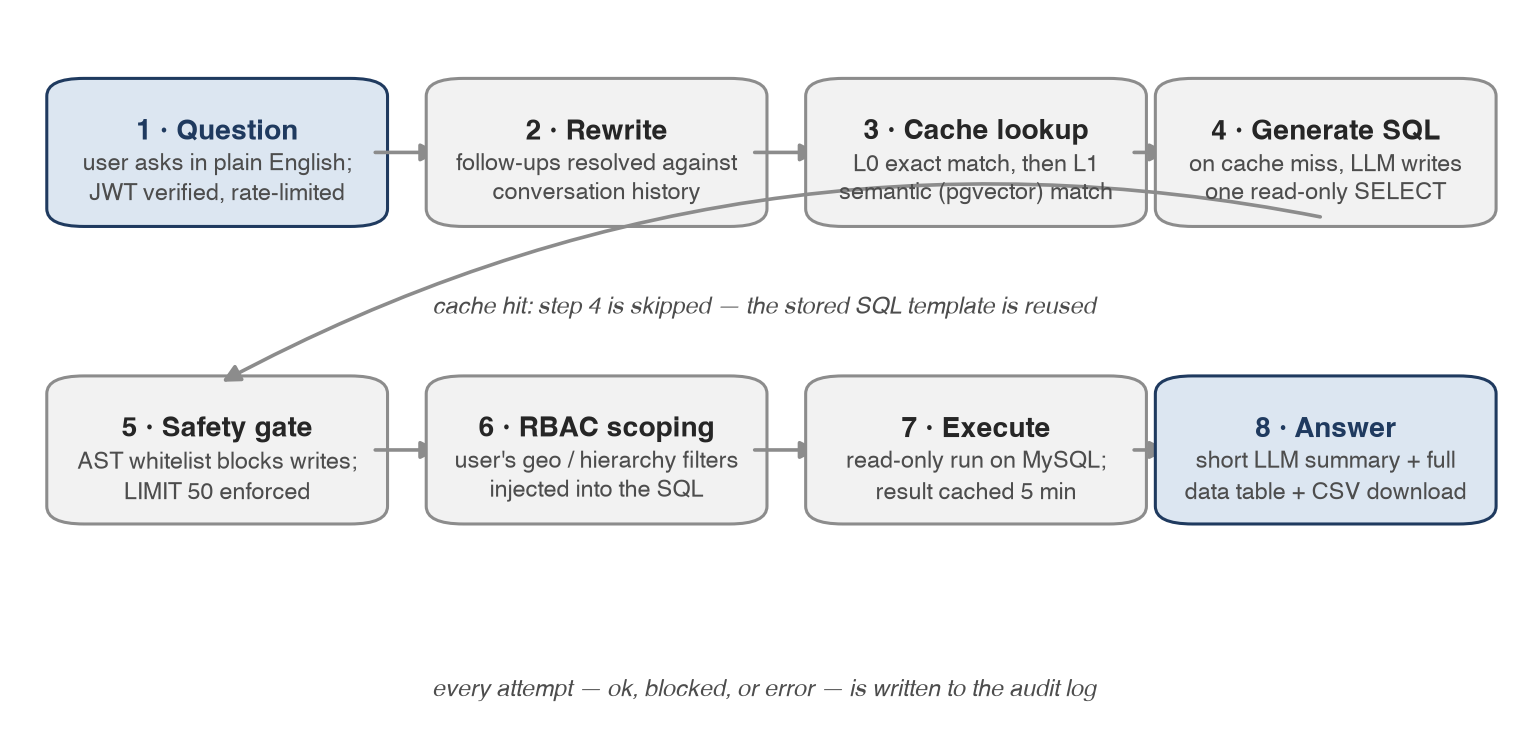 1 · Question
user asks in plain English;
JWT verified, rate-limited
2 · Rewrite
follow-ups resolved against
conversation history
3 · Cache lookup
L0 exact match, then L1
semantic (pgvector) match
4 · Generate SQL
on cache miss, LLM writes
one read-only SELECT
cache hit: step 4 is skipped — the stored SQL template is reused
5 · Safety gate
AST whitelist blocks writes;
LIMIT 50 enforced
6 · RBAC scoping
user's geo / hierarchy filters
injected into the SQL
7 · Execute
read-only run on MySQL;
result cached 5 min
8 · Answer
short LLM summary + full
data table + CSV download
every attempt — ok, blocked, or error — is written to the audit log